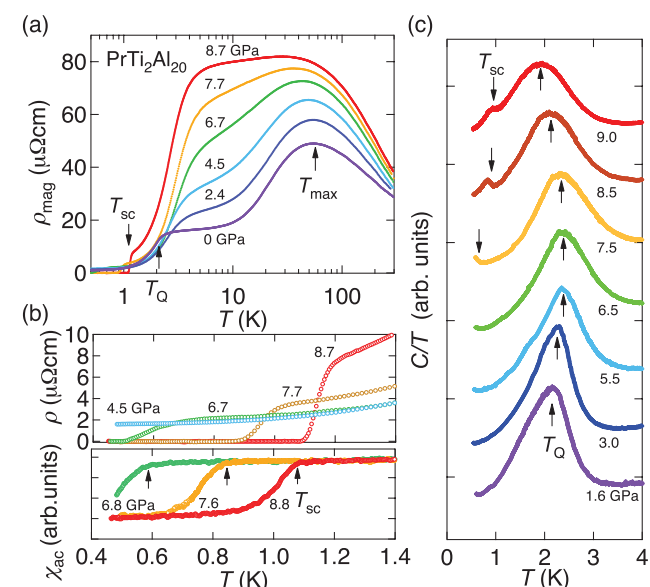 (a)
PrTi2Al20
8.7 GPa
7.7
6.7
4.5
2.4
0 GPa
Tsc
TQ
Tmax
ρmag (μΩcm)
80
60
40
20
0
1
10
100
T (K)
(b)
ρ (μΩcm)
10
8
6
4
2
0
4.5 GPa
6.7
7.7
8.7
χac (arb.units)
6.8 GPa
7.6
8.8
Tsc
0.4
0.6
0.8
1.0
1.2
1.4
T (K)
(c)
C/T (arb. units)
Tsc
9.0
8.5
7.5
6.5
5.5
3.0
TQ
1.6 GPa
0
1
2
3
4
T (K)